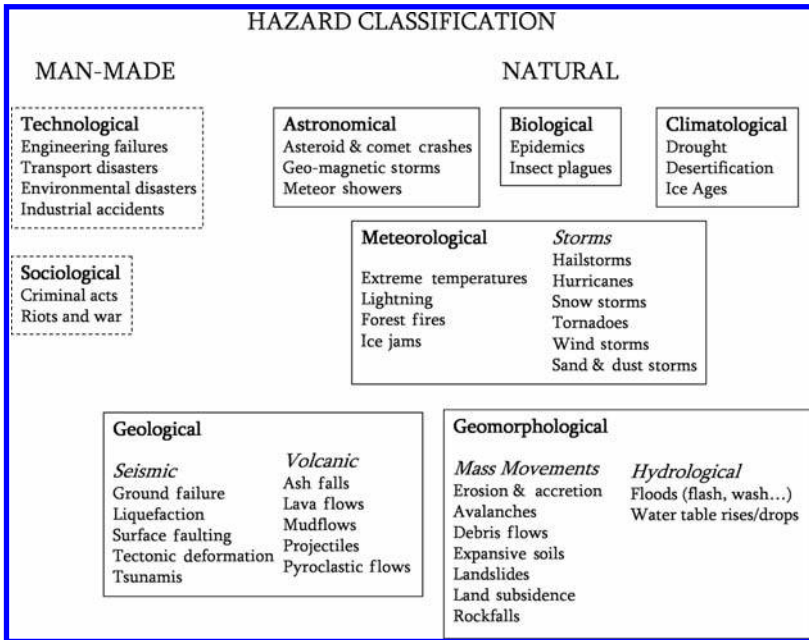 HAZARD CLASSIFICATION
MAN-MADE
NATURAL
Technological
Engineering failures
Transport disasters
Environmental disasters
Industrial accidents
Astronomical
Asteroid & comet crashes
Geo-magnetic storms
Meteor showers
Biological
Epidemics
Insect plagues
Climatological
Drought
Desertification
Ice Ages
Sociological
Criminal acts
Riots and war
Meteorological
Extreme temperatures
Lightning
Forest fires
Ice jams
Storms
Hailstorms
Hurricanes
Snow storms
Tornadoes
Wind storms
Sand & dust storms
Geological
Seismic
Ground failure
Liquefaction
Surface faulting
Tectonic deformation
Tsunamis
Volcanic
Ash falls
Lava flows
Mudflows
Projectiles
Pyroclastic flows
Geomorphological
Mass Movements
Erosion & accretion
Avalanches
Debris flows
Expansive soils
Landslides
Land subsidence
Rockfalls
Hydrological
Floods (flash, wash...)
Water table rises/drops